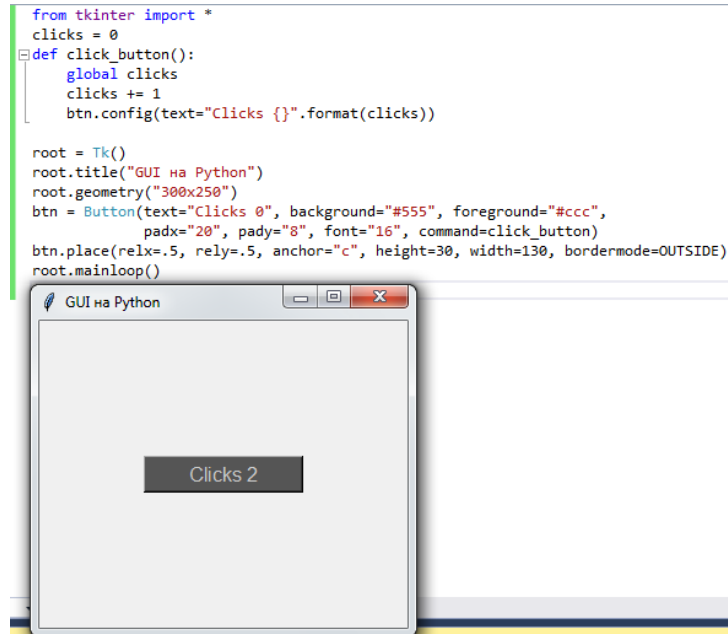 from tkinter import *
clicks = 0
def click_button():
    global clicks
    clicks += 1
    btn.config(text="Clicks {}".format(clicks))
root = Tk()
root.title("GUI на Python")
root.geometry("300x250")
btn = Button(text="Clicks 0", background="#555", foreground="#ccc",
             padx="20", pady="8", font="16", command=click_button)
btn.place(relx=.5, rely=.5, anchor="c", height=30, width=130, bordermode=OUTSIDE)
root.mainloop()
GUI на Python
Clicks 2